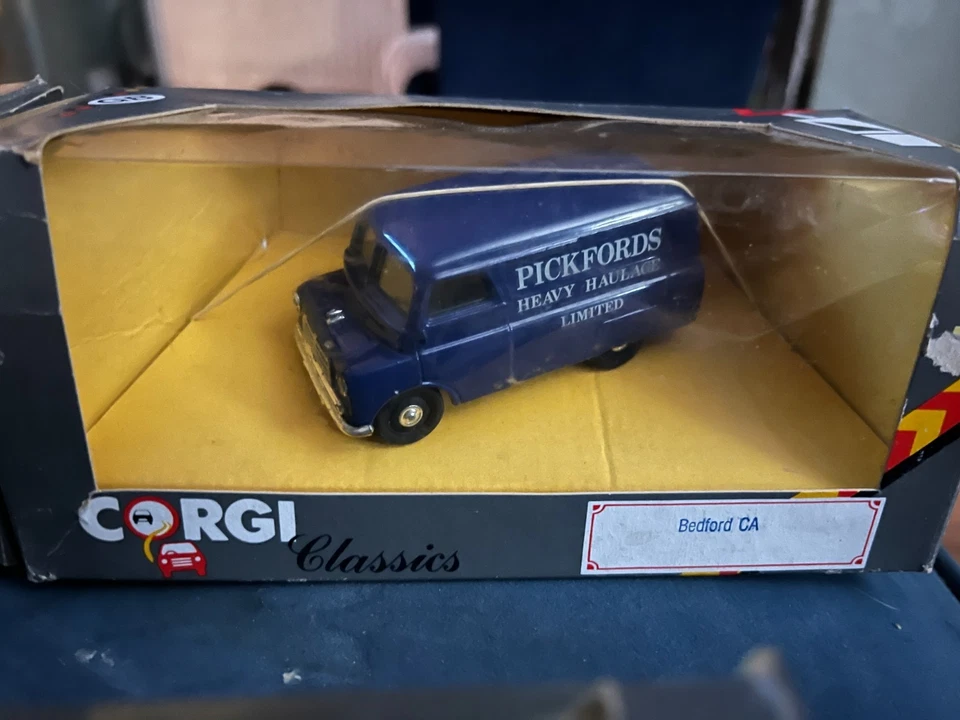 PICKFORDS
HEAVY HAULAGE
LIMITED
CORGI
Classics
Bedford CA